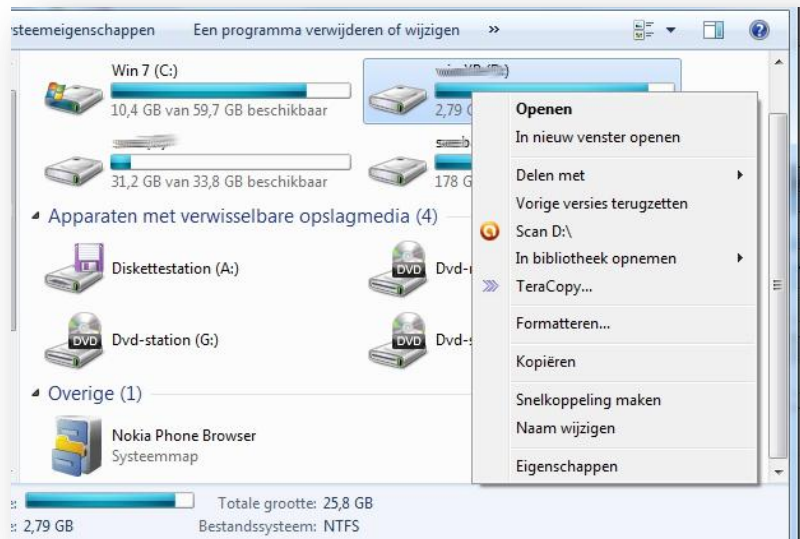 steemeigenschappen Een programma verwijderen of wijzigen »
Win 7 (C:)
10,4 GB van 59,7 GB beschikbaar
2,79
31,2 GB van 33,8 GB beschikbaar
178 G
Apparaten met verwisselbare opslagmedia (4)
Diskettestation (A:)
DVD
Dvd-
DVD
Dvd-station (G:)
DVD
Dvd-s
Overige (1)
Nokia Phone Browser
Systeemmap
Totale grootte: 25,8 GB
2,79 GB Bestandssysteem: NTFS
Openen
In nieuw venster openen
Delen met
Vorige versies terugzetten
Scan D:\
In bibliotheek opnemen
TeraCopy...
Formatteren...
Kopiëren
Snelkoppeling maken
Naam wijzigen
Eigenschappen